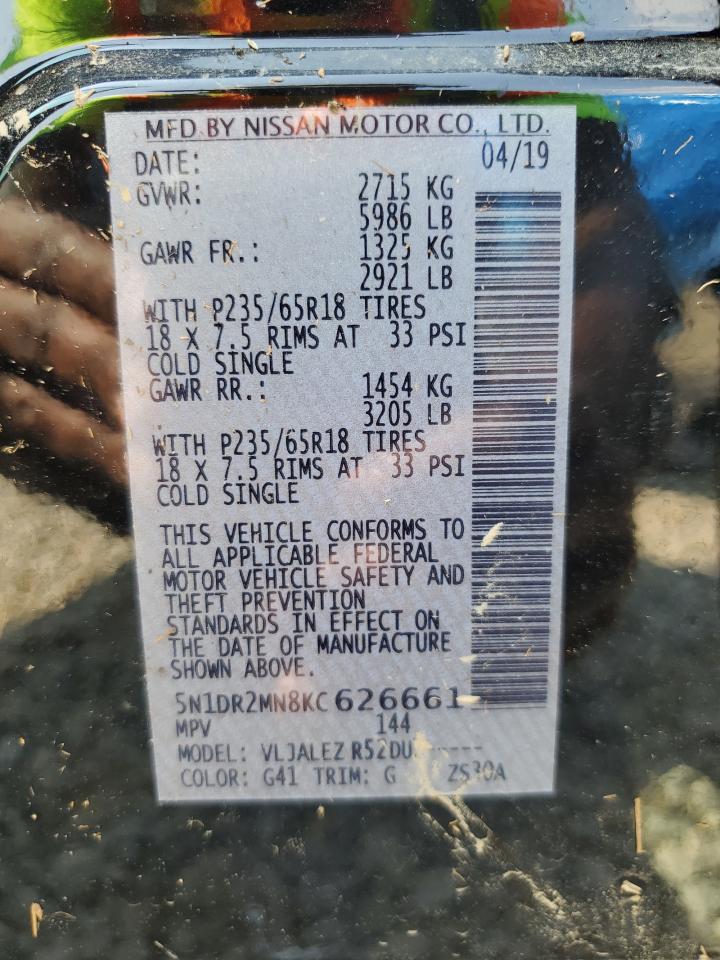 MFD BY NISSAN MOTOR CO., LTD.
DATE: 04/19
GVWR: 2715 KG
5986 LB
GAWR FR.: 1325 KG
2921 LB
WITH P235/65R18 TIRES
18 X 7.5 RIMS AT 33 PSI
COLD SINGLE
GAWR RR.: 1454 KG
3205 LB
WITH P235/65R18 TIRES
18 X 7.5 RIMS AT 33 PSI
COLD SINGLE
THIS VEHICLE CONFORMS TO
ALL APPLICABLE FEDERAL
MOTOR VEHICLE SAFETY AND
THEFT PREVENTION
STANDARDS IN EFFECT ON
THE DATE OF MANUFACTURE
SHOWN ABOVE.
5N1DR2MN8KC626661
MPV 144
MODEL: VLJALEZ
COLOR: G41 TRIM: G